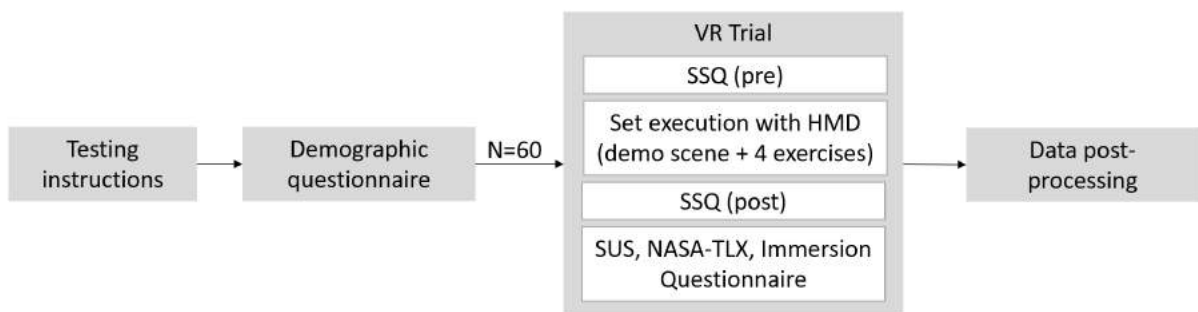 Testing
instructions
Demographic
questionnaire
N=60
VR Trial
SSQ (pre)
Set execution with HMD
(demo scene + 4 exercises)
SSQ (post)
SUS, NASA-TLX, Immersion
Questionnaire
Data post-
processing